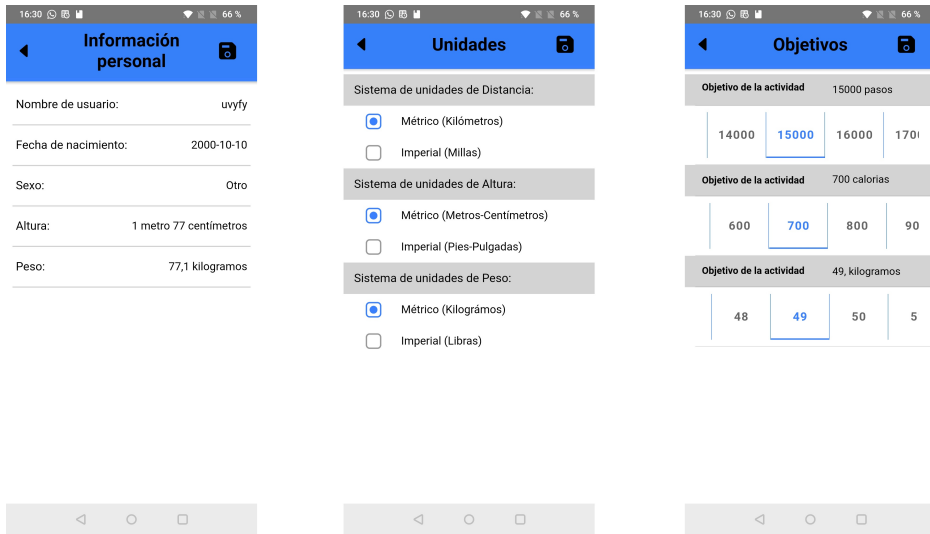 16:30 66 %
Información
personal
Nombre de usuario: uvyfy
Fecha de nacimiento: 2000-10-10
Sexo: Otro
Altura: 1 metro 77 centímetros
Peso: 77,1 kilogramos
16:30 66 %
Unidades
Sistema de unidades de Distancia:
Métrico (Kilómetros)
Imperial (Millas)
Sistema de unidades de Altura:
Métrico (Metros-Centímetros)
Imperial (Pies-Pulgadas)
Sistema de unidades de Peso:
Métrico (Kilográmos)
Imperial (Libras)
16:30 66 %
Objetivos
Objetivo de la actividad 15000 pasos
14000 15000 16000 170
Objetivo de la actividad 700 calorias
600 700 800 90
Objetivo de la actividad 49, kilogramos
48 49 50 5